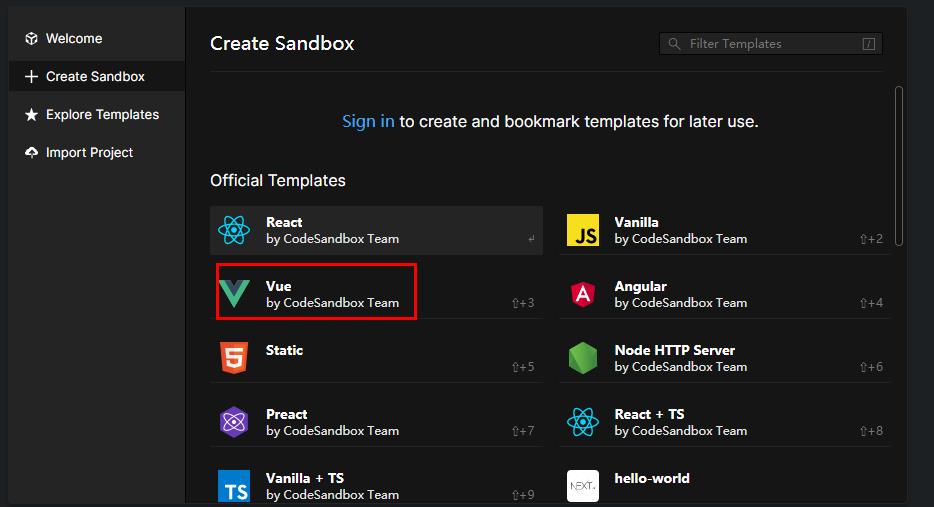 Welcome
Create Sandbox
Explore Templates
Import Project
Create Sandbox
Filter Templates
/
Sign in to create and bookmark templates for later use.
Official Templates
React
by CodeSandbox Team
↵
JS
Vanilla
by CodeSandbox Team
⇧+2
Vue
by CodeSandbox Team
⇧+3
A
Angular
by CodeSandbox Team
⇧+4
5
Static
⇧+5
Node HTTP Server
by CodeSandbox Team
⇧+6
Preact
by CodeSandbox Team
⇧+7
React + TS
by CodeSandbox Team
⇧+8
TS
Vanilla + TS
by CodeSandbox Team
⇧+9
NEXT.
hello-world